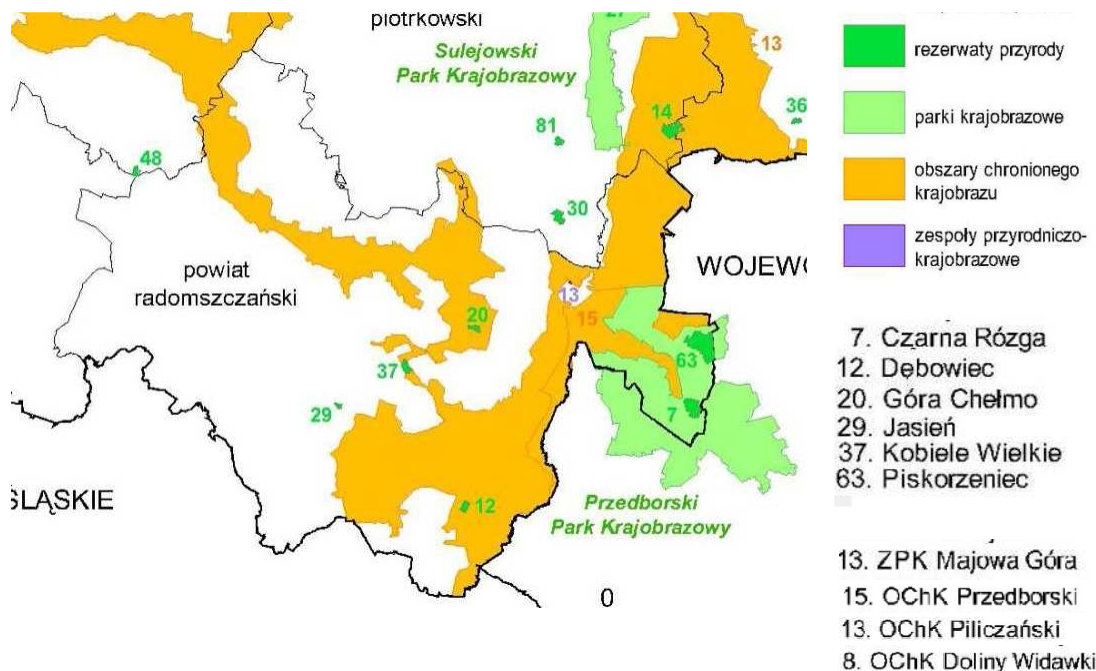 piotrkowski
27
Sulejowski
Park Krajobrazowy
13
14
36
81
48
30
powiat
radomszczański
WOJEWÓ
13
15
20
63
37
7
29
12
ŚLĄSKIE
Przedborski
Park Krajobrazowy
0
rezerwaty przyrody
parki krajobrazowe
obszary chronionego
krajobrazu
zespoły przyrodniczo-
krajobrazowe
7. Czarna Rózga
12. Dębowiec
20. Góra Chełmo
29. Jasień
37. Kobiele Wielkie
63. Piskorzeniec
13. ZPK Majowa Góra
15. OChK Przedborski
13. OChK Piliczański
8. OChK Doliny Widawki